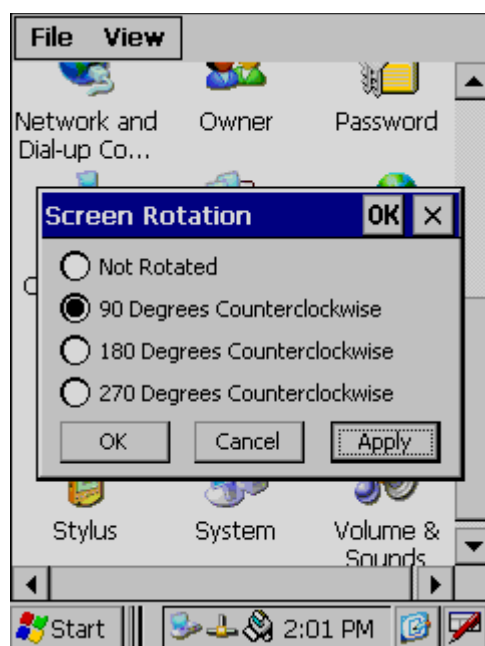 File View
Network and Dial-up Co...
Owner
Password
Screen Rotation OK
Not Rotated
90 Degrees Counterclockwise
180 Degrees Counterclockwise
270 Degrees Counterclockwise
OK Cancel Apply
Stylus
System
Volume & Sounds
Start 2:01 PM